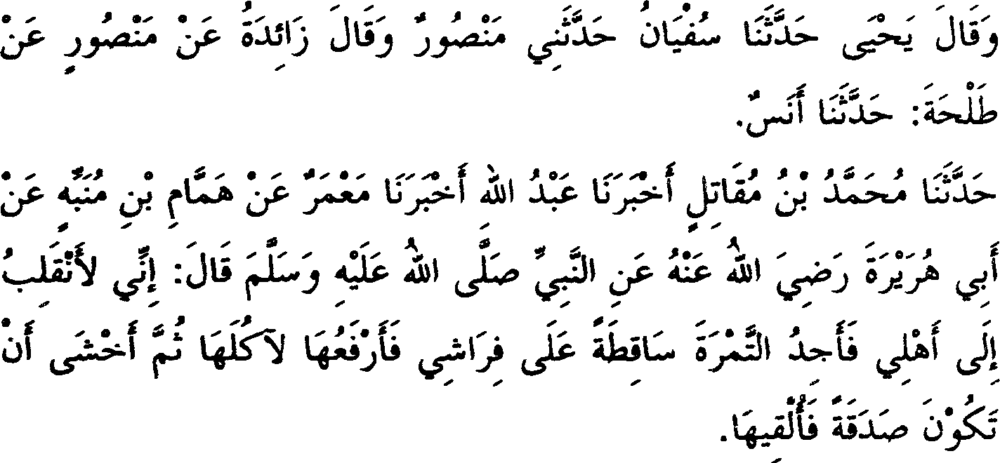 وَقَالَ يَحْيَى حَدَّثَنَا سُفْيَانُ حَدَّثَنِي مَنْصُورٌ وَقَالَ زَائِدَةُ عَنْ مَنْصُورٍ عَنْ
طَلْحَةَ: حَدَّثَنَا أَنَسٌ.
حَدَّثَنَا مُحَمَّدُ بْنُ مُقَاتِلٍ أَخْبَرَنَا عَبْدُ الله أَخْبَرَنَا مَعْمَرٌ عَنْ هَمَّامِ بْنِ مُنَبِّهٍ عَنْ
أَبِي هُرَيْرَةَ رَضِيَ اللهُ عَنْهُ عَنِ النَّبِيِّ صَلَّى اللهُ عَلَيْهِ وَسَلَّمَ قَالَ: إِنِّي لأَنْقَلِبُ
إِلَى أَهْلِي فَأَجِدُ التَّمْرَةَ سَاقِطَةً عَلَى فِرَاشِي فَأَرْفَعُهَا لآكُلَهَا ثُمَّ أَخْشَى أَنْ
تَكُوْنَ صَدَقَةً فَأُلْقِيهَا.